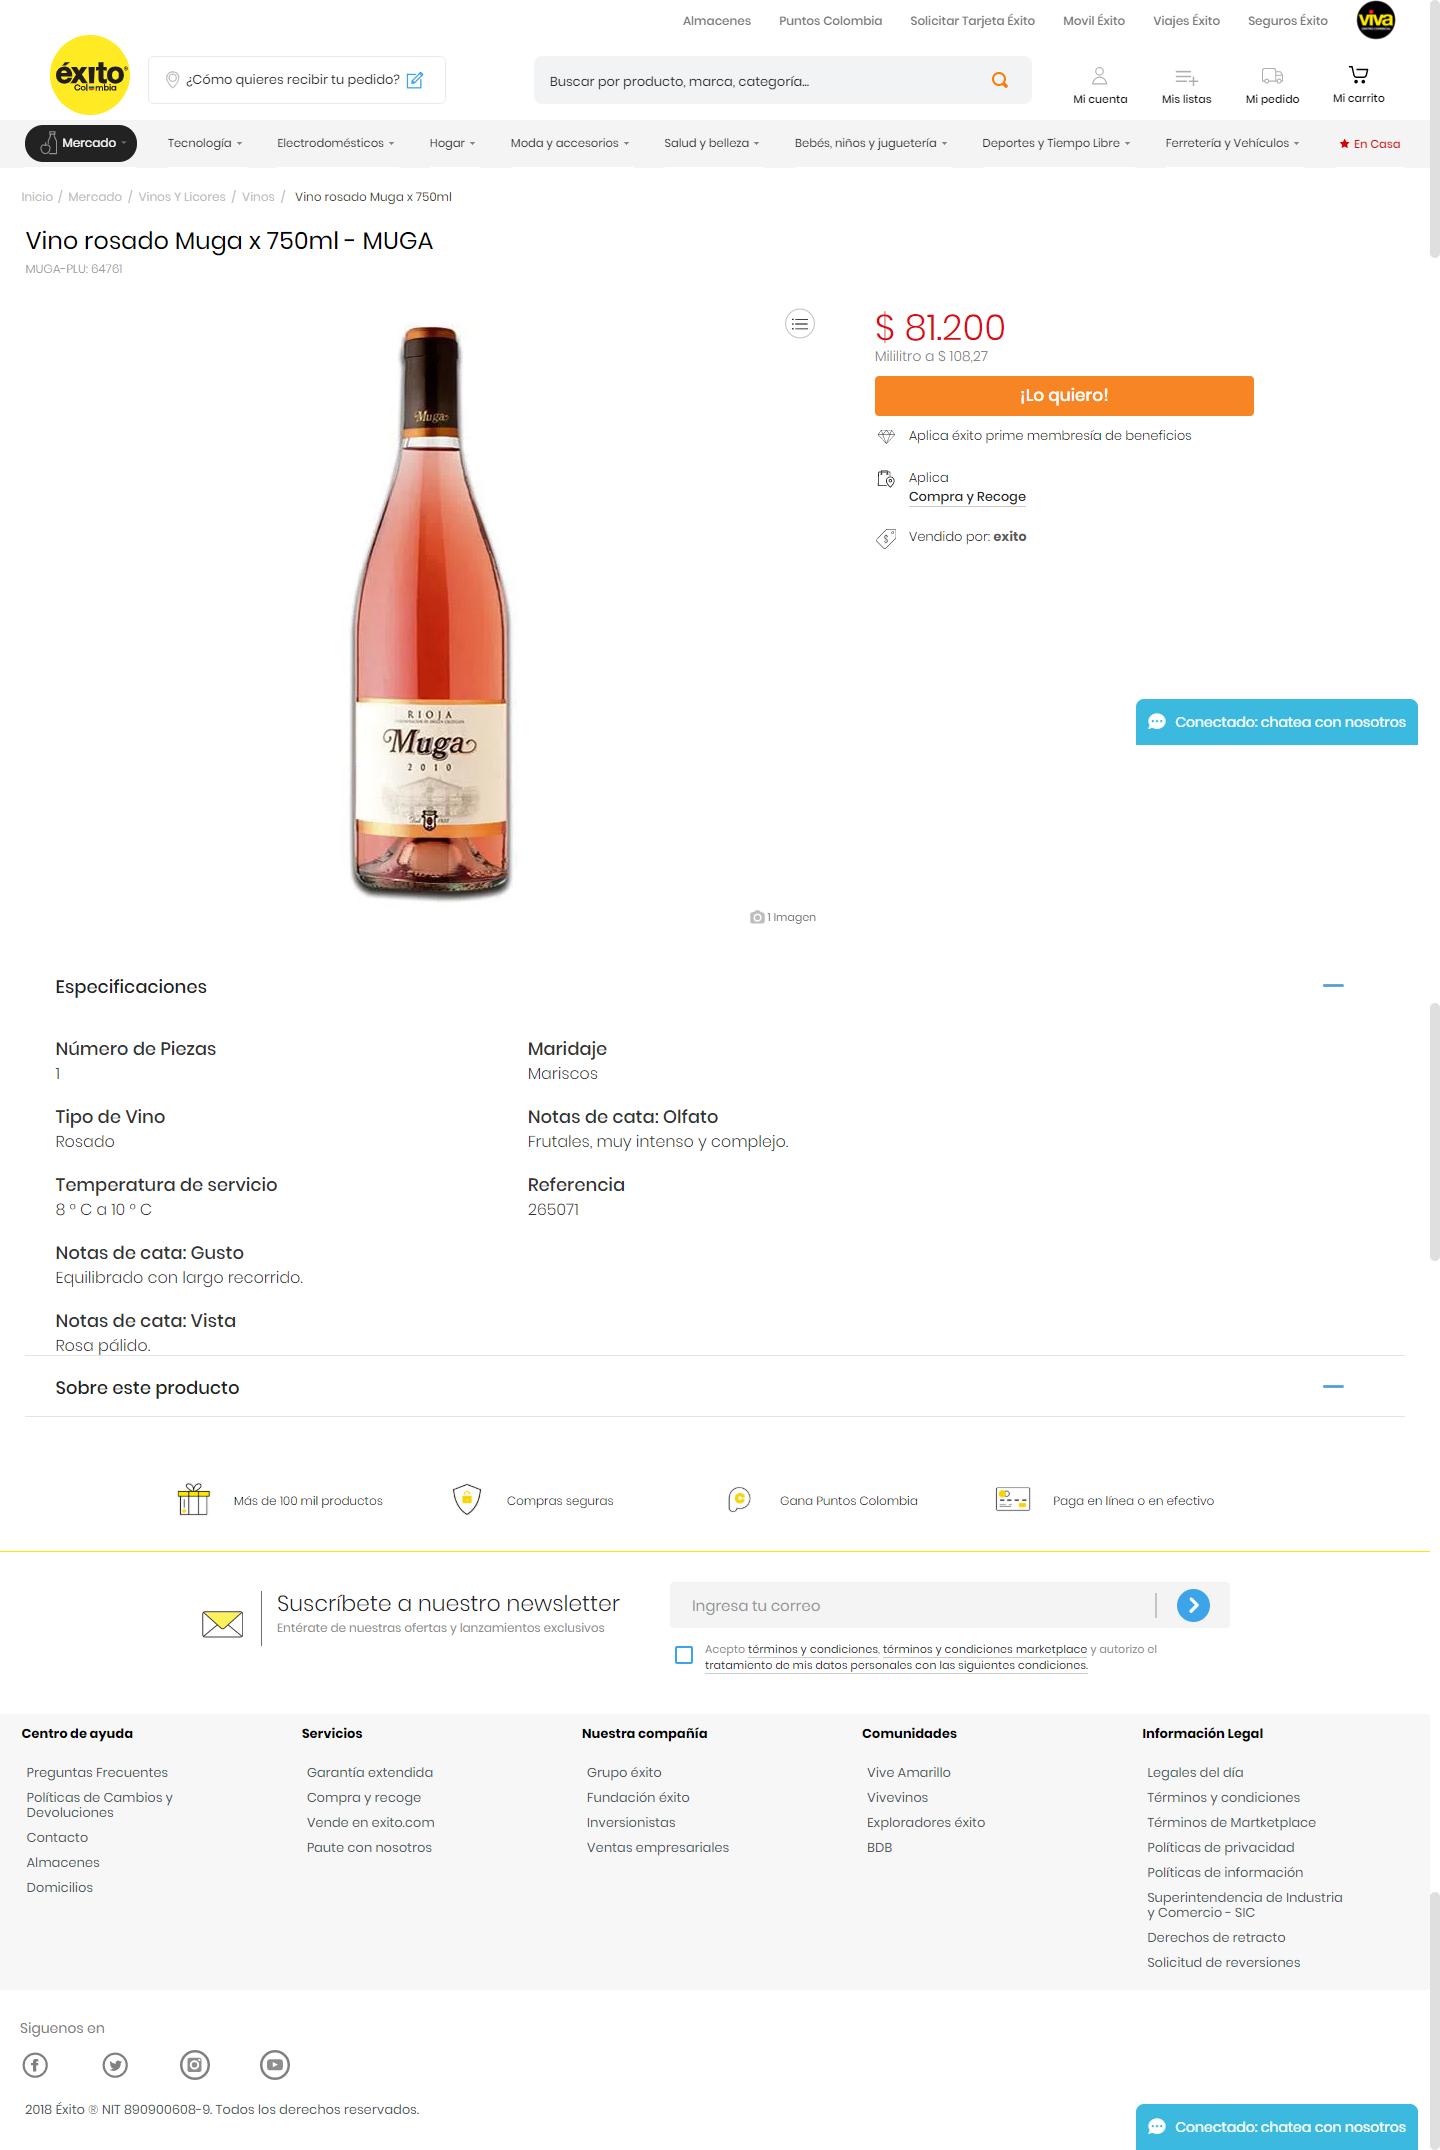 Almacenes Puntos Colombia Solicitar Tarjeta Éxito Movil Éxito Viajes Éxito Seguros Éxito viva
éxito
Colombia
¿Cómo quieres recibir tu pedido?
Buscar por producto, marca, categoría...
Mi cuenta Mis listas Mi pedido Mi carrito
Mercado Tecnología Electrodomésticos Hogar Moda y accesorios Salud y belleza Bebés, niños y juguetería Deportes y Tiempo Libre Ferretería y Vehículos En Casa
Inicio / Mercado / Vinos Y Licores / Vinos / Vino rosado Muga x 750ml
Vino rosado Muga x 750ml - MUGA
MUGA-PLU: 64761
$ 81.200
Mililitro a $ 108,27
¡Lo quiero!
Aplica éxito prime membresía de beneficios
Aplica
Compra y Recoge
Vendido por: exito
Muga
RIOJA
Muga
2010
Conectado: chatea con nosotros
1 Imagen
Especificaciones
Número de Piezas
1
Tipo de Vino
Rosado
Temperatura de servicio
8 º C a 10 º C
Notas de cata: Gusto
Equilibrado con largo recorrido.
Notas de cata: Vista
Rosa pálido.
Maridaje
Mariscos
Notas de cata: Olfato
Frutales, muy intenso y complejo.
Referencia
265071
Sobre este producto
Más de 100 mil productos Compras seguras Gana Puntos Colombia Paga en línea o en efectivo
Suscríbete a nuestro newsletter
Entérate de nuestras ofertas y lanzamientos exclusivos
Ingresa tu correo
Acepto términos y condiciones, términos y condiciones marketplace y autorizo el
tratamiento de mis datos personales con las siguientes condiciones.
Centro de ayuda
Preguntas Frecuentes
Políticas de Cambios y
Devoluciones
Contacto
Almacenes
Domicilios
Servicios
Garantía extendida
Compra y recoge
Vende en exito.com
Paute con nosotros
Nuestra compañía
Grupo éxito
Fundación éxito
Inversionistas
Ventas empresariales
Comunidades
Vive Amarillo
Vivevinos
Exploradores éxito
BDB
Información Legal
Legales del día
Términos y condiciones
Términos de Martketplace
Políticas de privacidad
Políticas de información
Superintendencia de Industria
y Comercio - SIC
Derechos de retracto
Solicitud de reversiones
Siguenos en
2018 Éxito ® NIT 890900608-9. Todos los derechos reservados.
Conectado: chatea con nosotros